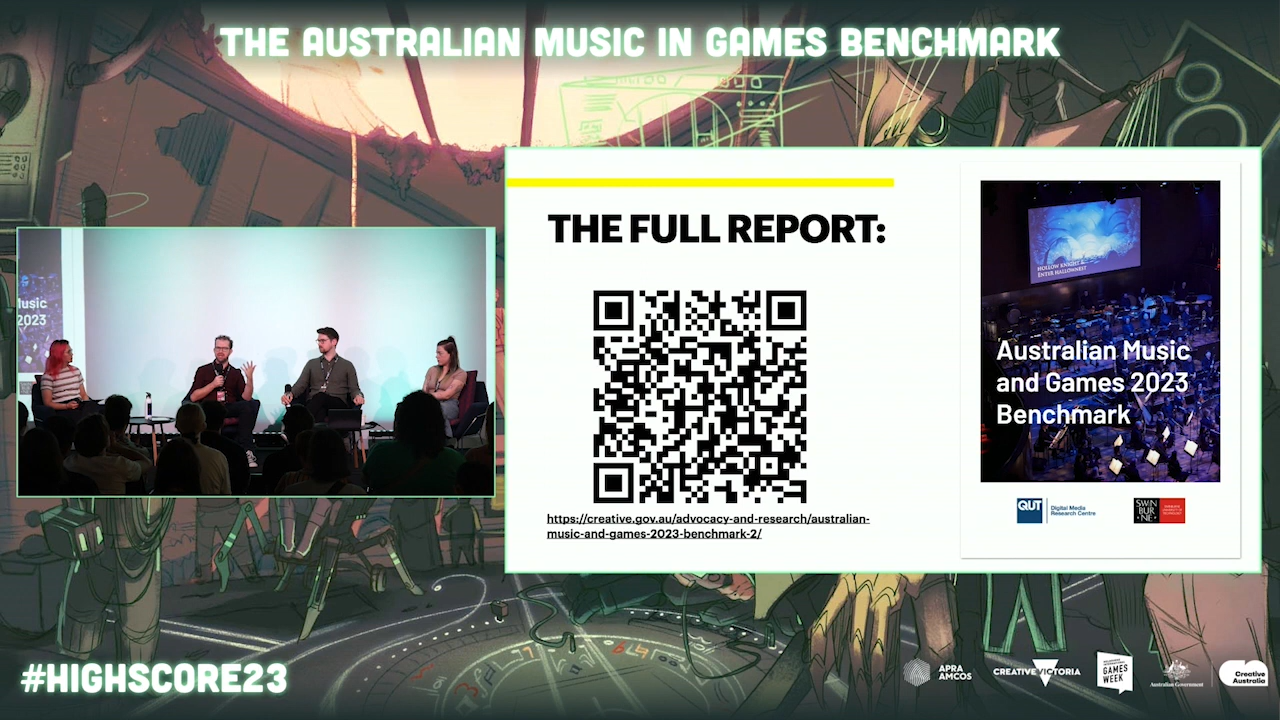 THE AUSTRALIAN MUSIC IN GAMES BENCHMARK
THE FULL REPORT:
https://creative.gov.au/advocacy-and-research/australian-
music-and-games-2023-benchmark-2/
HOLLOW KNIGHT
ENTER HALLOWNEST
Australian Music
and Games 2023
Benchmark
QUT
Digital Media
Research Centre
SWIN
BUR
NE
Music
2023
#HIGHSCORE23
APRA
AMCOS
CREATIVE VICTORIA
GAMES
WEEK
Australian Government
Creative
Australia